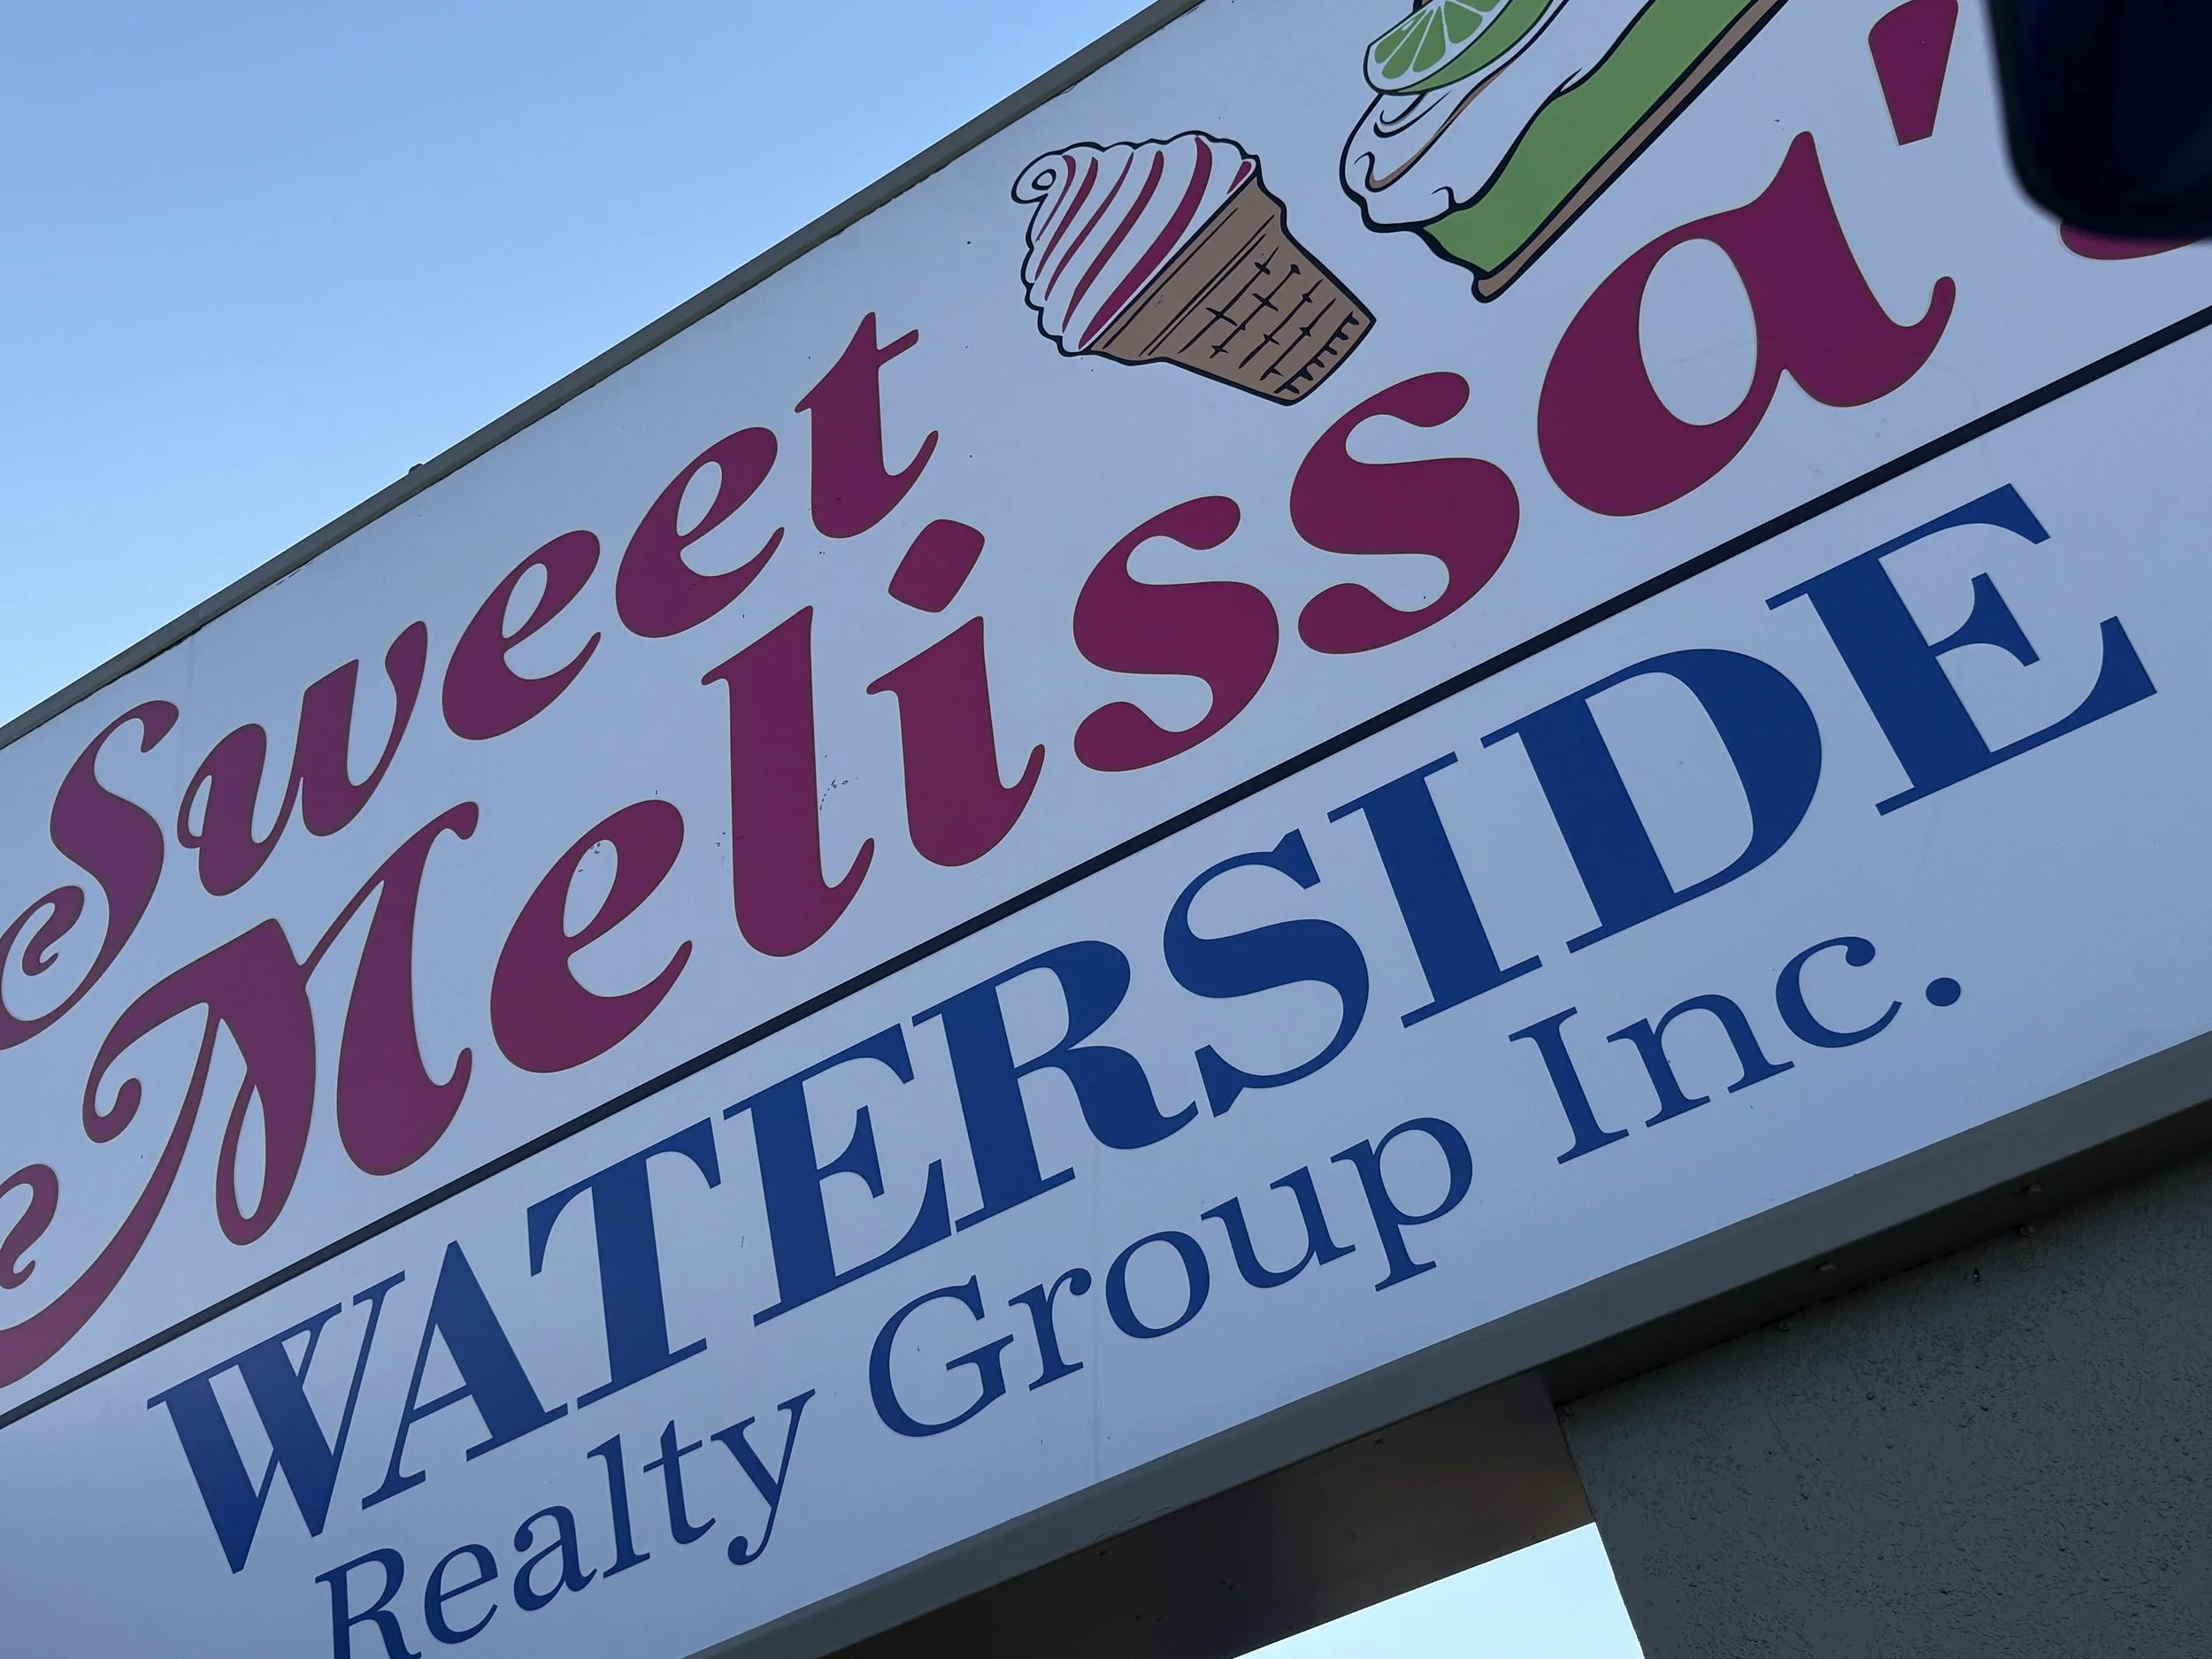 Sweet
Melissa's
WATERSIDE
Realty Group Inc.